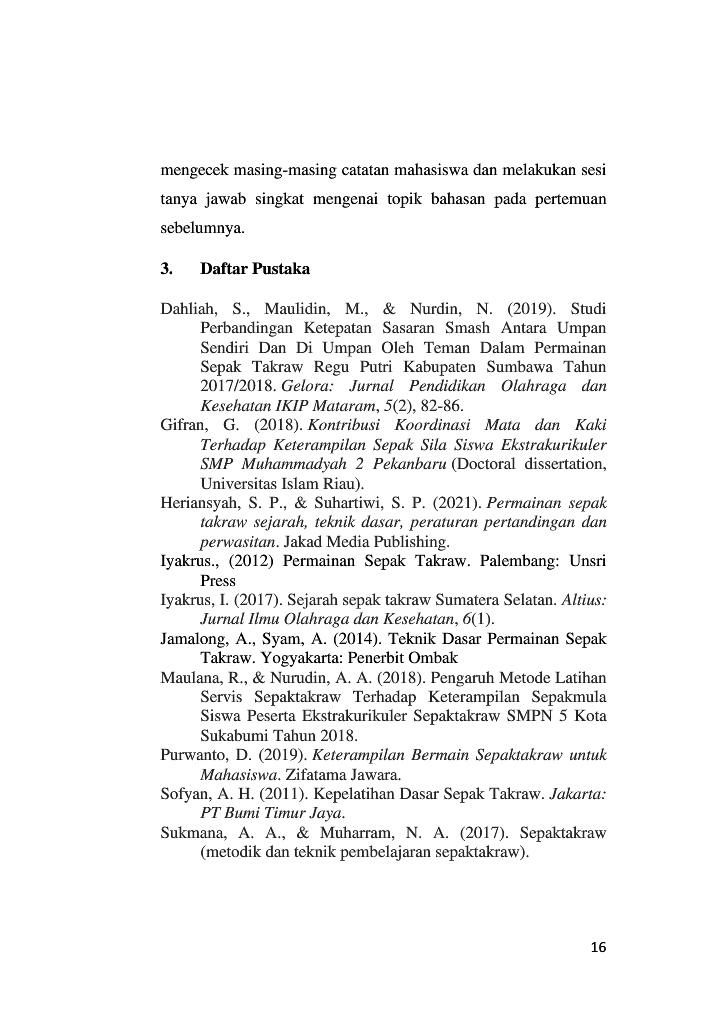 mengecek masing-masing catatan mahasiswa dan melakukan sesi
tanya jawab singkat mengenai topik bahasan pada pertemuan
sebelumnya.
3. Daftar Pustaka
Dahliah, S., Maulidin, M., & Nurdin, N. (2019). Studi
Perbandingan Ketepatan Sasaran Smash Antara Umpan
Sendiri Dan Di Umpan Oleh Teman Dalam Permainan
Sepak Takraw Regu Putri Kabupaten Sumbawa Tahun
2017/2018. Gelora: Jurnal Pendidikan Olahraga dan
Kesehatan IKIP Mataram, 5(2), 82-86.
Gifran, G. (2018). Kontribusi Koordinasi Mata dan Kaki
Terhadap Keterampilan Sepak Sila Siswa Ekstrakurikuler
SMP Muhammadyah 2 Pekanbaru (Doctoral dissertation,
Universitas Islam Riau).
Heriansyah, S. P., & Suhartiwi, S. P. (2021). Permainan sepak
takraw sejarah, teknik dasar, peraturan pertandingan dan
perwasitan. Jakad Media Publishing.
Iyakrus., (2012) Permainan Sepak Takraw. Palembang: Unsri
Press
Iyakrus, I. (2017). Sejarah sepak takraw Sumatera Selatan. Altius:
Jurnal Ilmu Olahraga dan Kesehatan, 6(1).
Jamalong, A., Syam, A. (2014). Teknik Dasar Permainan Sepak
Takraw. Yogyakarta: Penerbit Ombak
Maulana, R., & Nurudin, A. A. (2018). Pengaruh Metode Latihan
Servis Sepaktakraw Terhadap Keterampilan Sepakmula
Siswa Peserta Ekstrakurikuler Sepaktakraw SMPN 5 Kota
Sukabumi Tahun 2018.
Purwanto, D. (2019). Keterampilan Bermain Sepaktakraw untuk
Mahasiswa. Zifatama Jawara.
Sofyan, A. H. (2011). Kepelatihan Dasar Sepak Takraw. Jakarta:
PT Bumi Timur Jaya.
Sukmana, A. A., & Muharram, N. A. (2017). Sepaktakraw
(metodik dan teknik pembelajaran sepaktakraw).
16